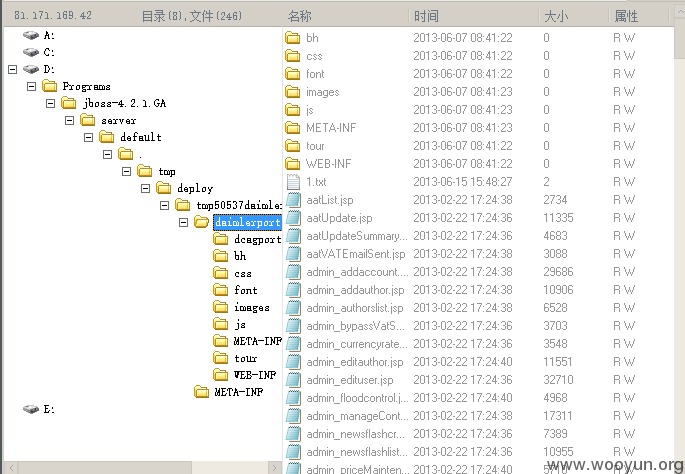 81.171.169.42 目录(8),文件(246) 名称 时间 大小 属性
A:
C:
D:
Programs
jboss-4.2.1.GA
server
default
.
tmp
deploy
tmp50537daimler
daimlerport
dcagport
bh
css
font
images
js
META-INF
tour
WEB-INF
META-INF
E:
bh 2013-06-07 08:41:22 0 R W
css 2013-06-07 08:41:22 0 R W
font 2013-06-07 08:41:22 0 R W
images 2013-06-07 08:41:23 0 R W
js 2013-06-07 08:41:23 0 R W
META-INF 2013-06-07 08:41:23 0 R W
tour 2013-06-07 08:41:22 0 R W
WEB-INF 2013-06-07 08:41:22 0 R W
1.txt 2013-06-15 15:48:27 2 R W
aatList.jsp 2013-02-22 17:24:38 2734 R W
aatUpdate.jsp 2013-02-22 17:24:36 11335 R W
aatUpdateSummary... 2013-02-22 17:24:36 4683 R W
aatVATEmailSent.jsp 2013-02-22 17:24:38 3088 R W
admin_addaccount... 2013-02-22 17:24:38 29686 R W
admin_addauthor.jsp 2013-02-22 17:24:38 10906 R W
admin_authorslist.jsp 2013-02-22 17:24:38 6528 R W
admin_bypassVatS... 2013-02-22 17:24:36 3703 R W
admin_currencyrate... 2013-02-22 17:24:36 3548 R W
admin_editauthor.jsp 2013-02-22 17:24:40 11551 R W
admin_edituser.jsp 2013-02-22 17:24:36 32710 R W
admin_floodcontrol.j... 2013-02-22 17:24:40 4968 R W
admin_manageCont... 2013-02-22 17:24:38 17311 R W
admin_newsflashcr... 2013-02-22 17:24:36 7389 R W
admin_newsflashlist... 2013-02-22 17:24:36 10955 R W
admin_priceMainten... 2013-02-22 17:24:40
www.wooyun.org